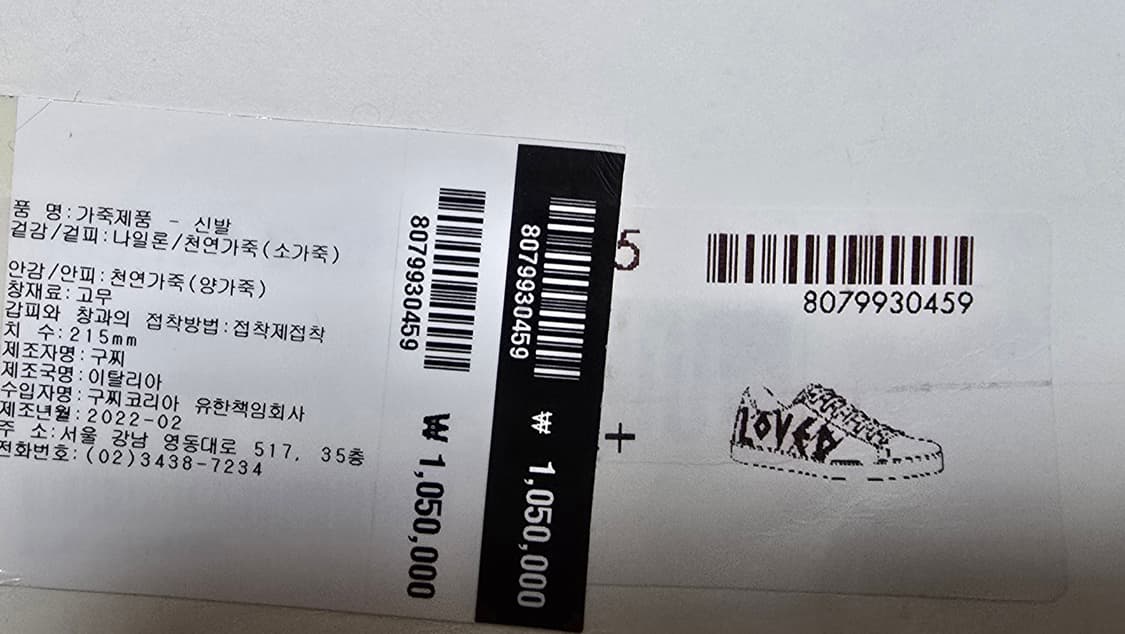 품 명:가죽제품 - 신발
겉감/겉피:나일론/천연가죽(소가죽)
안감/안피:천연가죽(양가죽)
창재료:고무
갑피와 창과의 접착방법:접착제접착
치 수:215mm
제조자명:구찌
제조국명:이탈리아
수입자명:구찌코리아 유한책임회사
제조년월:2022-02
주 소:서울 강남 영동대로 517, 35층
전화번호:(02)3438-7234
8079930459
₩ 1,050,000
8079930459
₩ 1,050,000
5
+
8079930459
LOVED